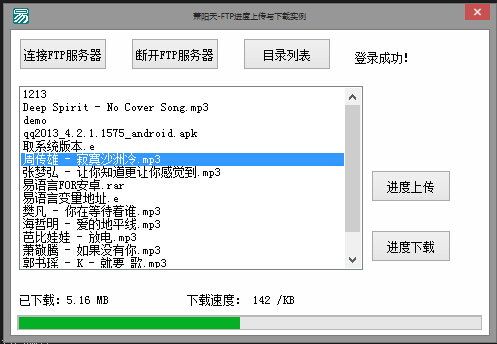 易 萧阳天-FTP进度上传与下载实例
连接FTP服务器 断开FTP服务器 目录列表 登录成功!
1213
Deep Spirit - No Cover Song.mp3
demo
qq2013_4.2.1.1575_android.apk
取系统版本.e
周传雄 - 寂寞沙洲冷.mp3
张梦弘 - 让你知道更让你感觉到.mp3
易语言FOR安卓.rar
易语言变量地址.e
樊凡 - 你在等待着谁.mp3
海哲明 - 爱的地平线.mp3
芭比娃娃 - 放电.mp3
萧敬腾 - 如果没有你.mp3
郭书瑶 - K - 就要 歌.mp3
进度上传
进度下载
已下载：5.16 MB 下载速度： 142 /KB